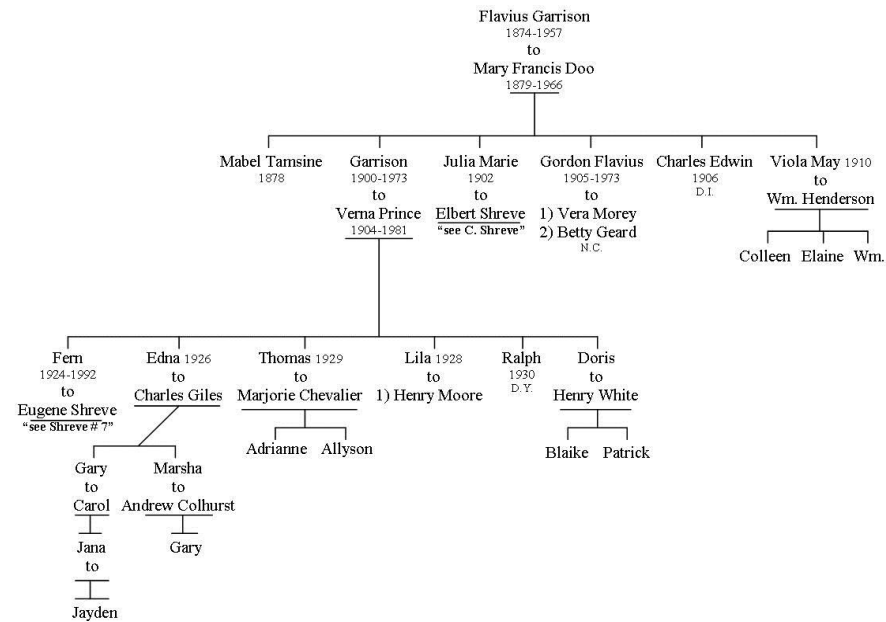 Flavius Garrison
1874-1957
to
Mary Francis Doo
1879-1966
Mabel Tamsine
1878
Garrison
1900-1973
to
Verna Prince
1904-1981
Julia Marie
1902
to
Elbert Shreve
"see C. Shreve"
Gordon Flavius
1905-1973
to
1) Vera Morey
2) Betty Geard
N.C.
Charles Edwin
1906
D.I.
Viola May 1910
to
Wm. Henderson
Colleen Elaine Wm.
Fern
1924-1992
to
Eugene Shreve
"see Shreve # 7"
Edna 1926
to
Charles Giles
Thomas 1929
to
Marjorie Chevalier
Adrianne Allyson
Lila 1928
to
1) Henry Moore
Ralph
1930
D.Y.
Doris
to
Henry White
Blaike Patrick
Gary
to
Carol
Jana
to
Jayden
Marsha
to
Andrew Colhurst
Gary